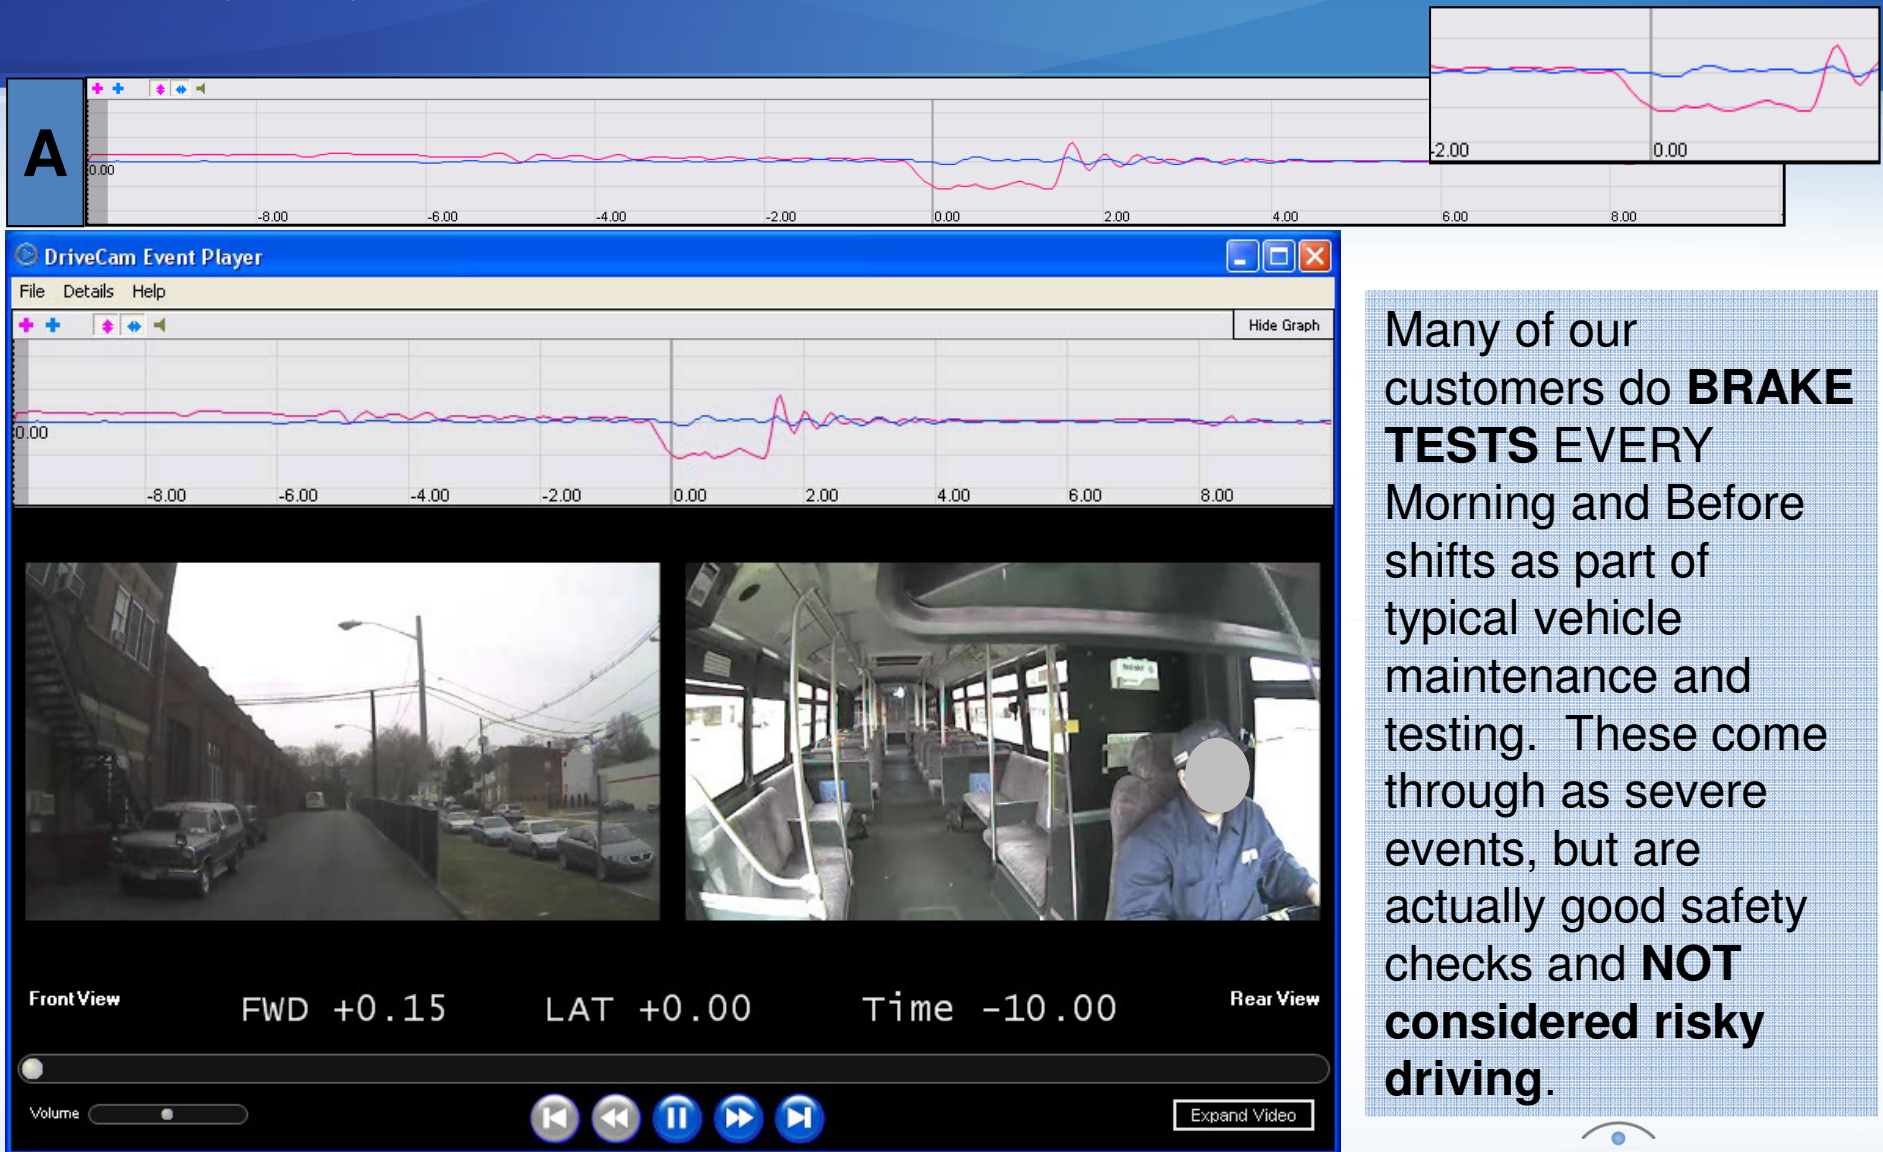 -2.00
0.00
A
0.00
-8.00
-6.00
-4.00
-2.00
0.00
2.00
4.00
6.00
8.00
DriveCam Event Player
File Details Help
Hide Graph
0.00
-8.00
-6.00
-4.00
-2.00
0.00
2.00
4.00
6.00
8.00
Front View
FWD +0.15
LAT +0.00
Time -10.00
Rear View
Volume
Expand Video
Many of our
customers do BRAKE
TESTS EVERY
Morning and Before
shifts as part of
typical vehicle
maintenance and
testing. These come
through as severe
events, but are
actually good safety
checks and NOT
considered risky
driving.